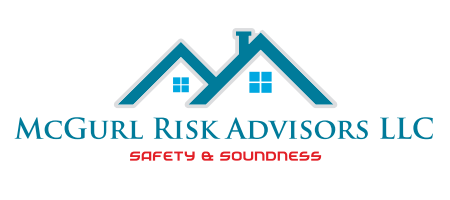 McGurl Risk Advisors LLC
SAFETY & SOUNDNESS